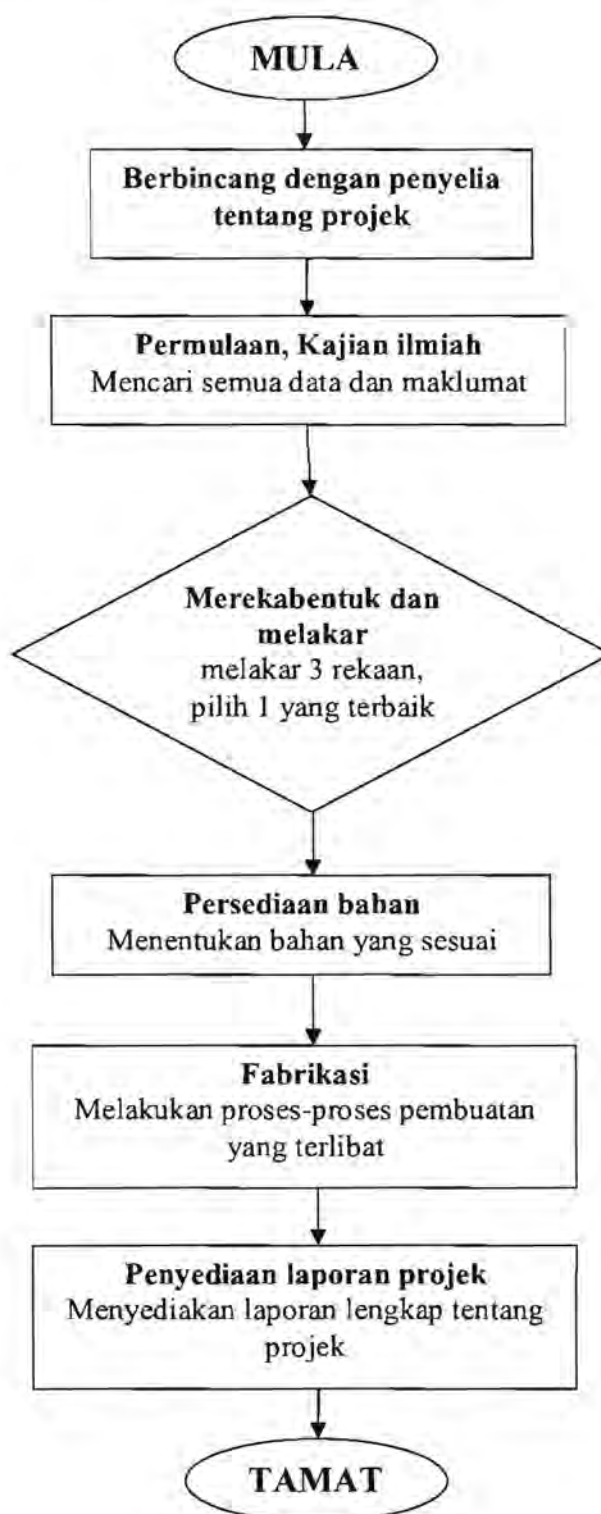 MULA
Berbincang dengan penyelia
tentang projek
Permulaan, Kajian ilmiah
Mencari semua data dan maklumat
Merekabentuk dan
melakar
melakar 3 rekaan,
pilih 1 yang terbaik
Persediaan bahan
Menentukan bahan yang sesuai
Fabrikasi
Melakukan proses-proses pembuatan
yang terlibat
Penyediaan laporan projek
Menyediakan laporan lengkap tentang
projek
TAMAT